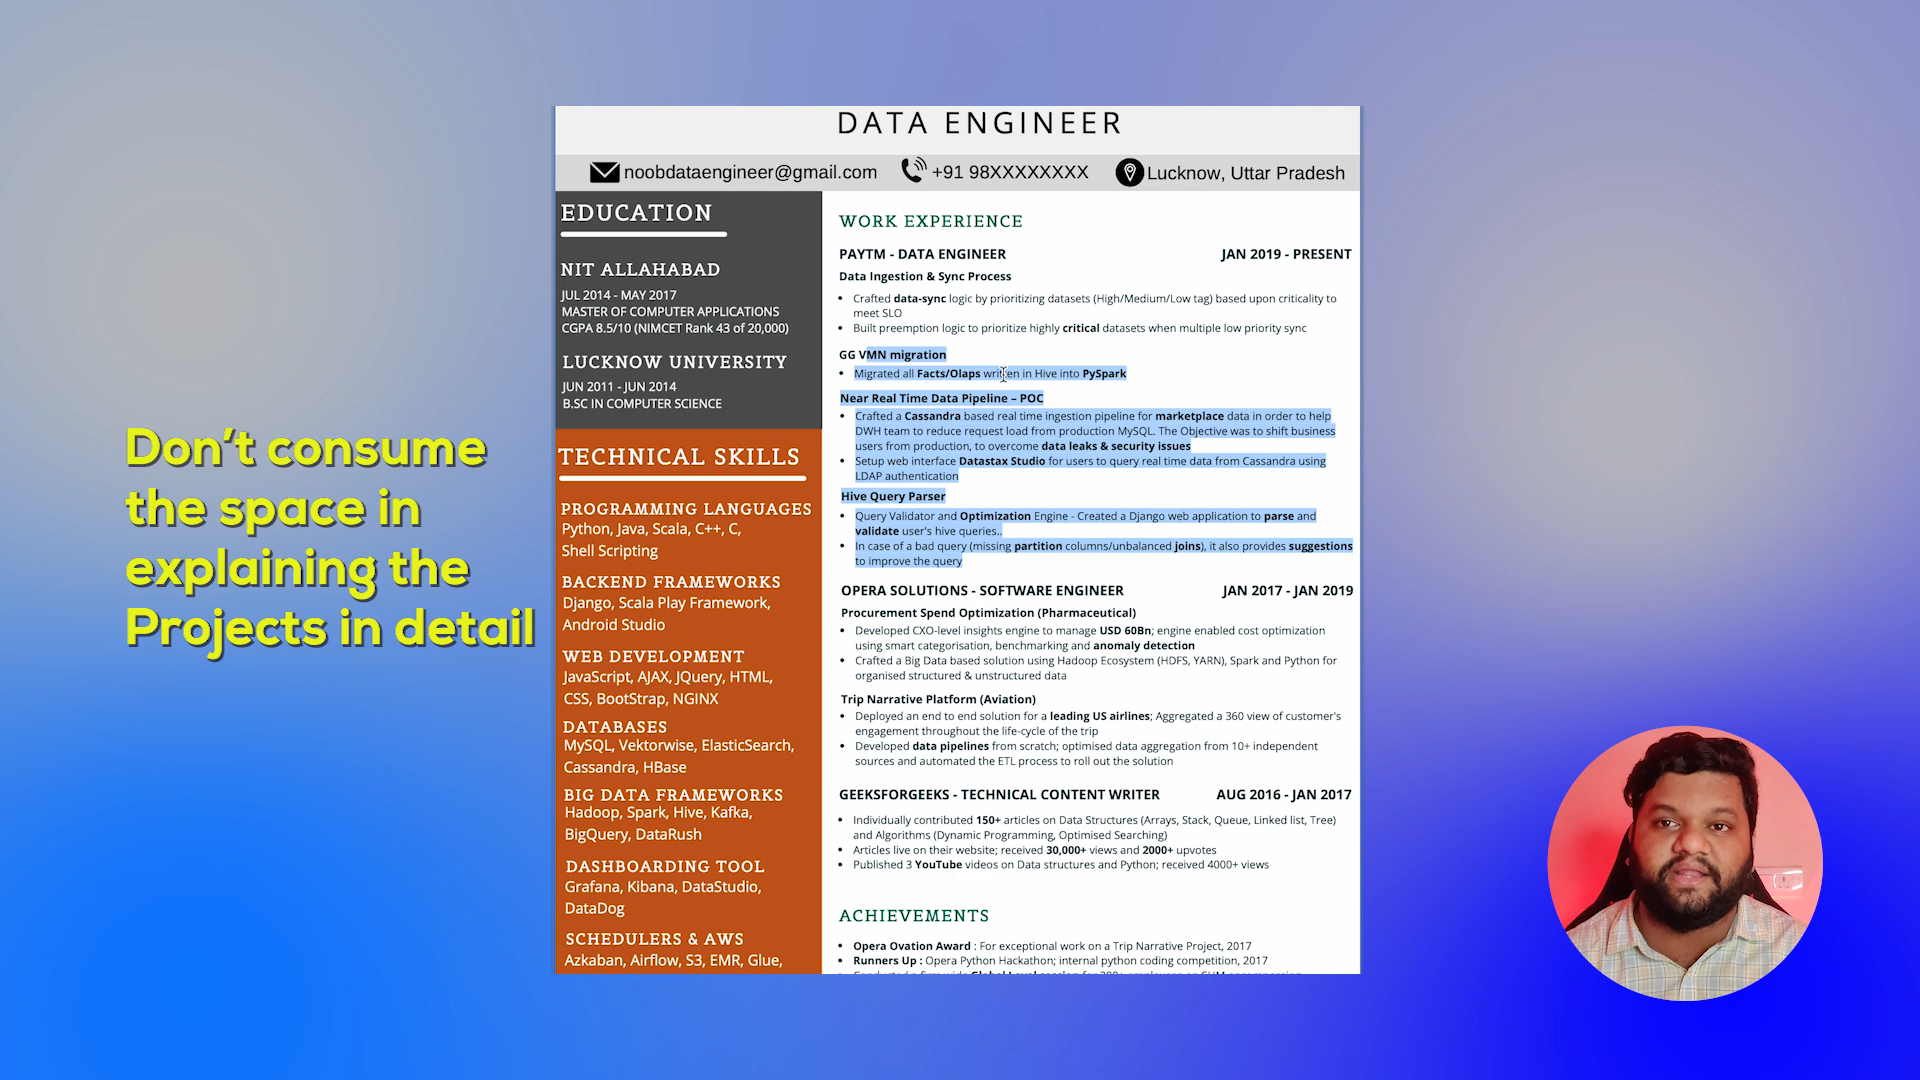 Don't consume
the space in
explaining the
Projects in detail
DATA ENGINEER
noobdataengineer@gmail.com
+91 98XXXXXXXX
Lucknow, Uttar Pradesh
EDUCATION
NIT ALLAHABAD
JUL 2014 - MAY 2017
MASTER OF COMPUTER APPLICATIONS
CGPA 8.5/10 (NIMCET Rank 43 of 20,000)
LUCKNOW UNIVERSITY
JUN 2011 - JUN 2014
B.SC IN COMPUTER SCIENCE
TECHNICAL SKILLS
PROGRAMMING LANGUAGES
Python, Java, Scala, C++, C,
Shell Scripting
BACKEND FRAMEWORKS
Django, Scala Play Framework,
Android Studio
WEB DEVELOPMENT
JavaScript, AJAX, JQuery, HTML,
CSS, BootStrap, NGINX
DATABASES
MySQL, Vektorwise, ElasticSearch,
Cassandra, HBase
BIG DATA FRAMEWORKS
Hadoop, Spark, Hive, Kafka,
BigQuery, DataRush
DASHBOARDING TOOL
Grafana, Kibana, DataStudio,
DataDog
SCHEDULERS & AWS
Azkaban, Airflow, S3, EMR, Glue,
WORK EXPERIENCE
PAYTM - DATA ENGINEER JAN 2019 - PRESENT
Data Ingestion & Sync Process
• Crafted data-sync logic by prioritizing datasets (High/Medium/Low tag) based upon criticality to
meet SLO
• Built preemption logic to prioritize highly critical datasets when multiple low priority sync
GG VMN migration
• Migrated all Facts/Olaps written in Hive into PySpark
Near Real Time Data Pipeline – POC
• Crafted a Cassandra based real time ingestion pipeline for marketplace data in order to help
DWH team to reduce request load from production MySQL. The Objective was to shift business
users from production, to overcome data leaks & security issues
• Setup web interface Datastax Studio for users to query real time data from Cassandra using
LDAP authentication
Hive Query Parser
• Query Validator and Optimization Engine - Created a Django web application to parse and
validate user's hive queries..
• In case of a bad query (missing partition columns/unbalanced joins), it also provides suggestions
to improve the query
OPERA SOLUTIONS - SOFTWARE ENGINEER JAN 2017 - JAN 2019
Procurement Spend Optimization (Pharmaceutical)
• Developed CXO-level insights engine to manage USD 60Bn; engine enabled cost optimization
using smart categorisation, benchmarking and anomaly detection
• Crafted a Big Data based solution using Hadoop Ecosystem (HDFS, YARN), Spark and Python for
organised structured & unstructured data
Trip Narrative Platform (Aviation)
• Deployed an end to end solution for a leading US airlines; Aggregated a 360 view of customer's
engagement throughout the life-cycle of the trip
• Developed data pipelines from scratch; optimised data aggregation from 10+ independent
sources and automated the ETL process to roll out the solution
GEEKSFORGEEKS - TECHNICAL CONTENT WRITER AUG 2016 - JAN 2017
• Individually contributed 150+ articles on Data Structures (Arrays, Stack, Queue, Linked list, Tree)
and Algorithms (Dynamic Programming, Optimised Searching)
• Articles live on their website; received 30,000+ views and 2000+ upvotes
• Published 3 YouTube videos on Data structures and Python; received 4000+ views
ACHIEVEMENTS
• Opera Ovation Award : For exceptional work on a Trip Narrative Project, 2017
• Runners Up : Opera Python Hackathon; internal python coding competition, 2017